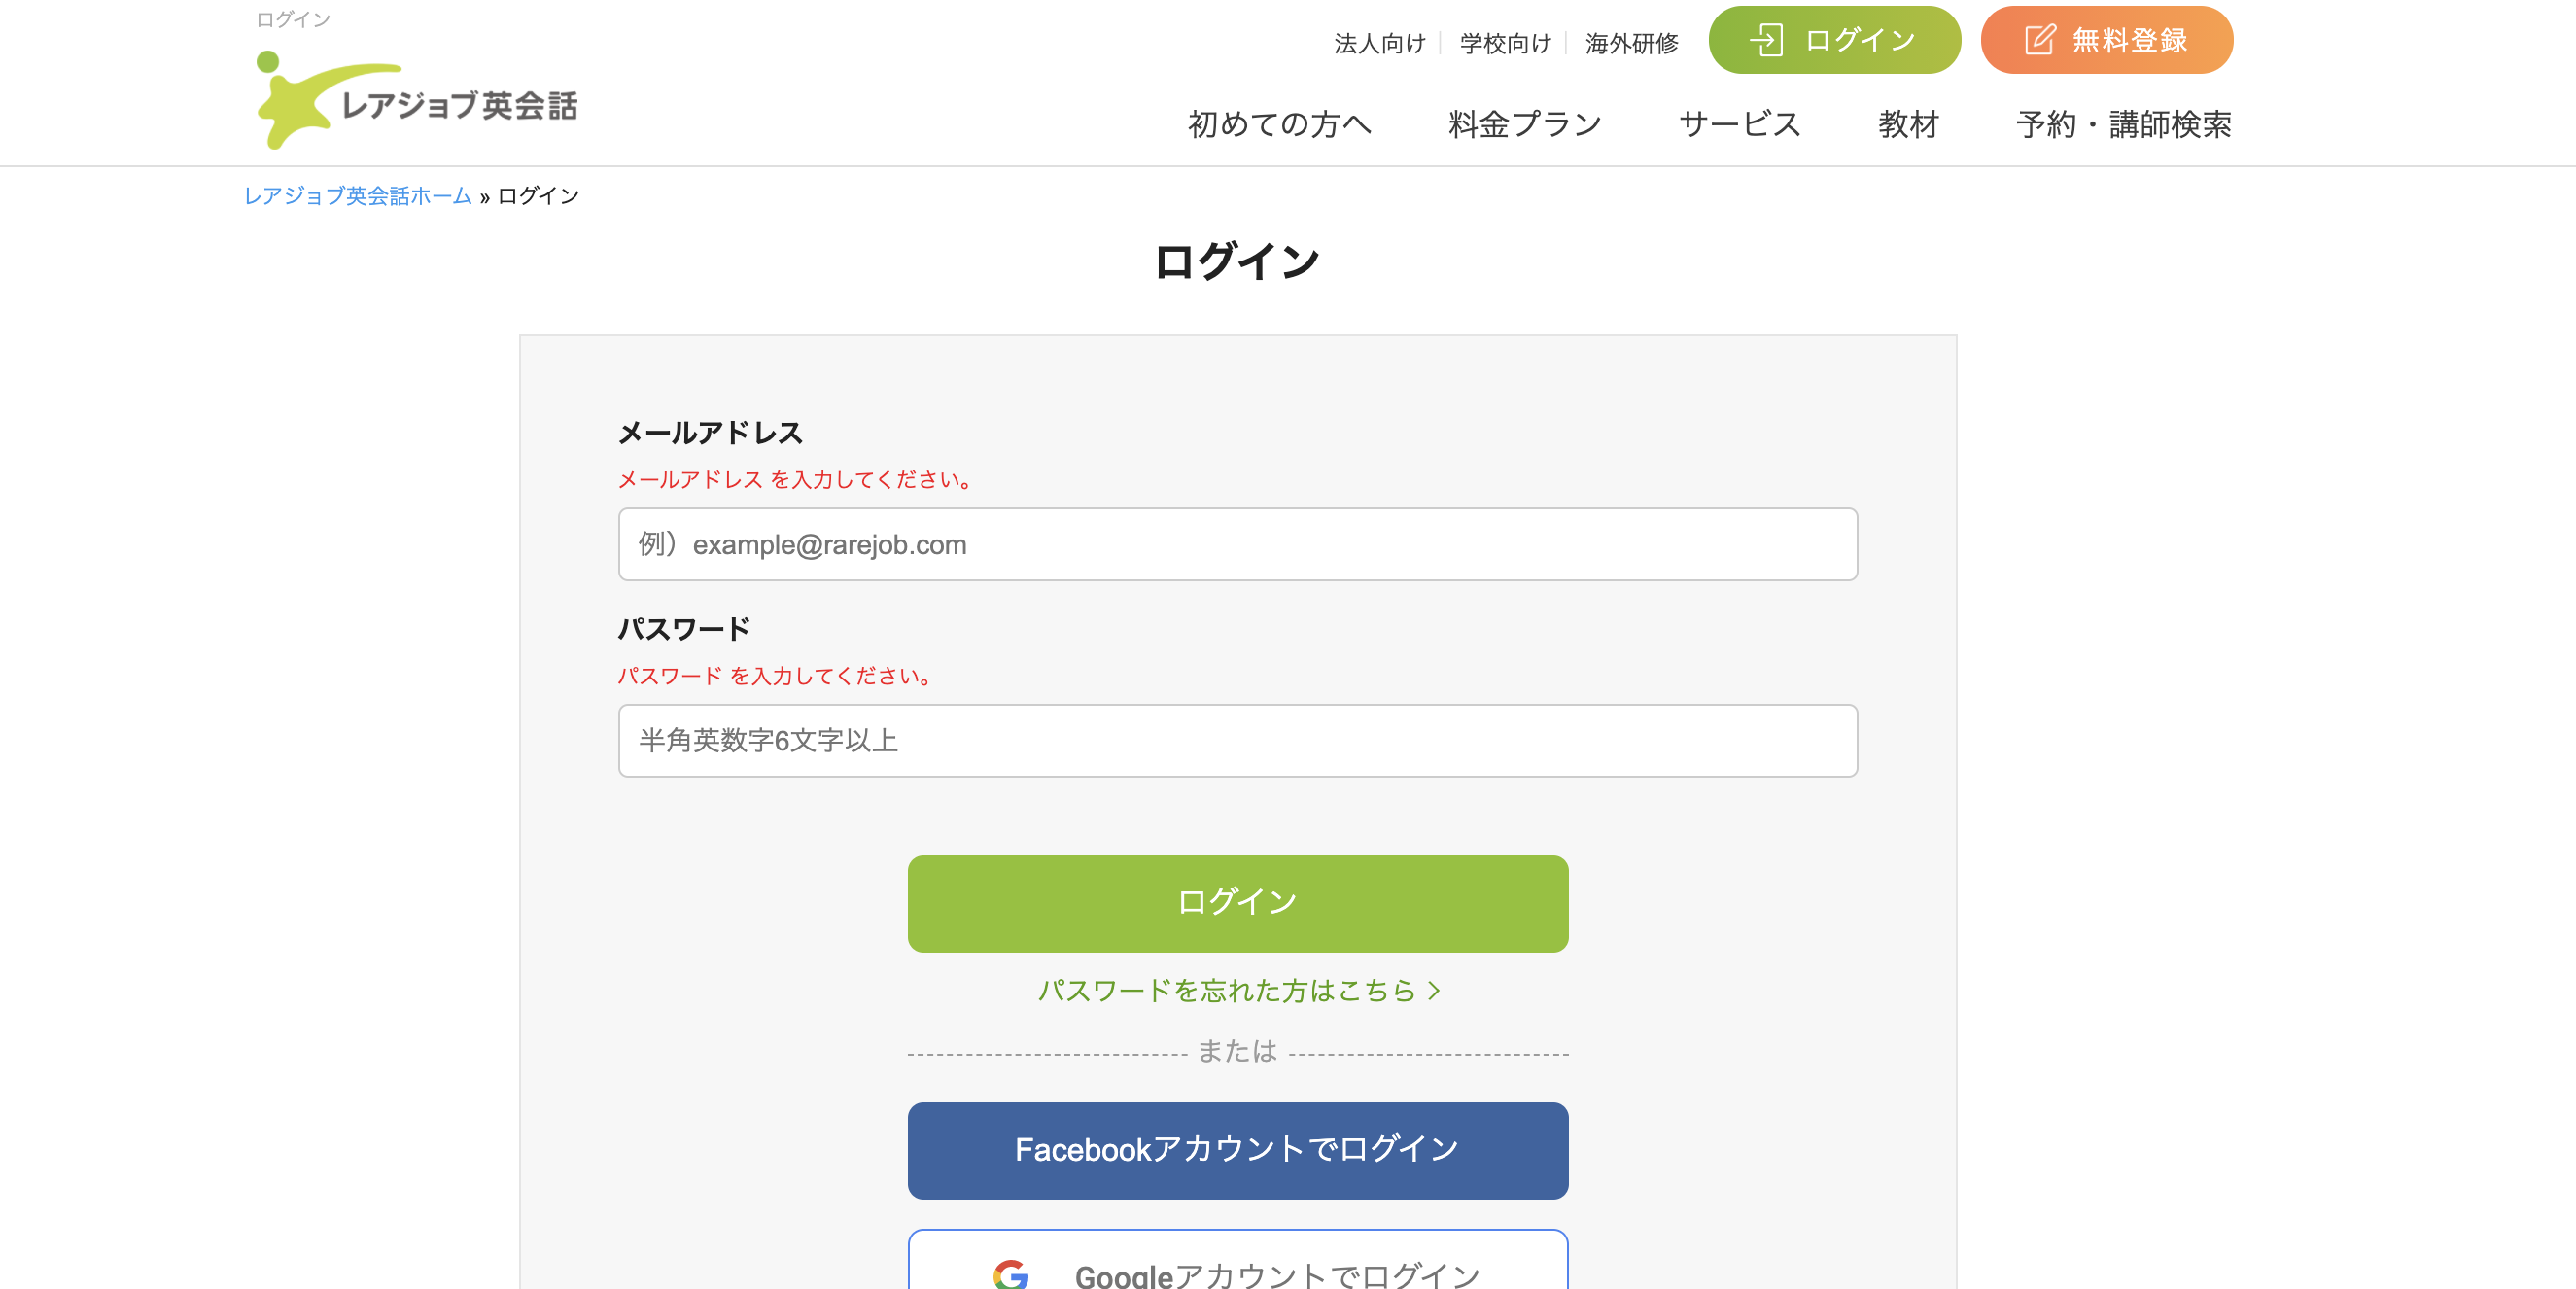 ログイン
レアジョブ英会話
法人向け
学校向け
海外研修
ログイン
無料登録
初めての方へ
料金プラン
サービス
教材
予約・講師検索
レアジョブ英会話ホーム » ログイン
ログイン
メールアドレス
メールアドレス を入力してください。
例）example@rarejob.com
パスワード
パスワード を入力してください。
半角英数字6文字以上
ログイン
パスワードを忘れた方はこちら
または
Facebookアカウントでログイン
Googleアカウントでログイン